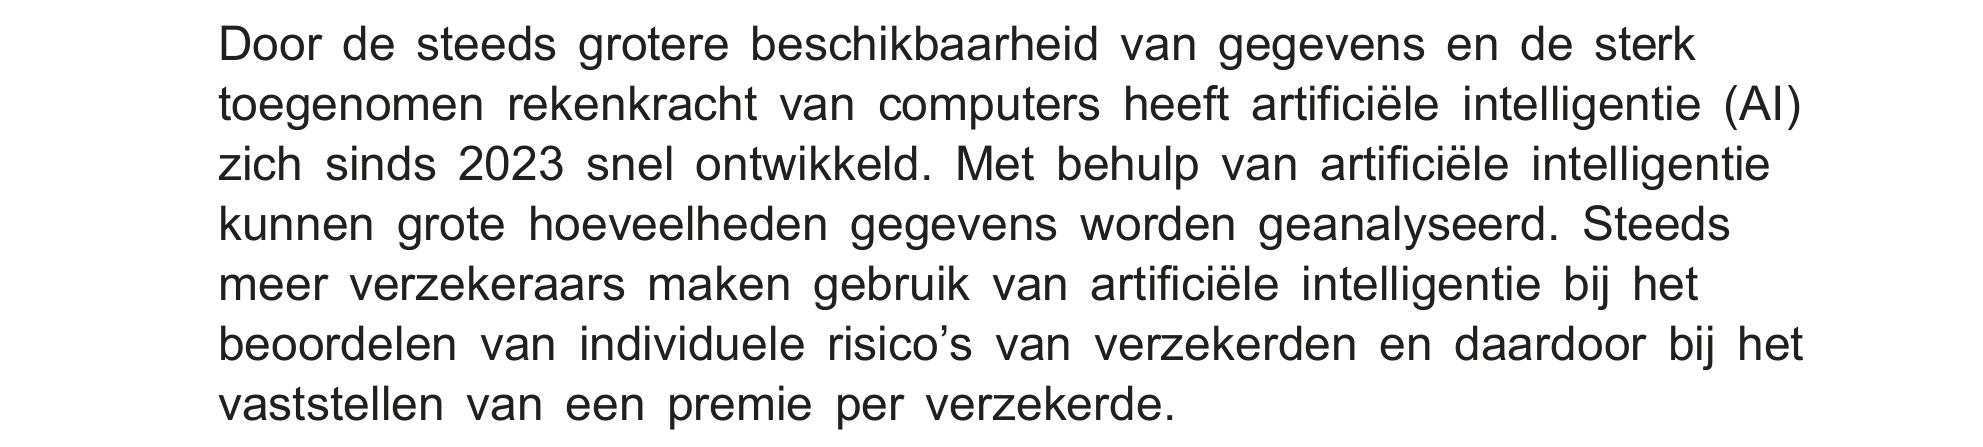 Door de steeds grotere beschikbaarheid van gegevens en de sterk
toegenomen rekenkracht van computers heeft artificiële intelligentie (AI)
zich sinds 2023 snel ontwikkeld. Met behulp van artificiële intelligentie
kunnen grote hoeveelheden gegevens worden geanalyseerd. Steeds
meer verzekeraars maken gebruik van artificiële intelligentie bij het
beoordelen van individuele risico’s van verzekerden en daardoor bij het
vaststellen van een premie per verzekerde.